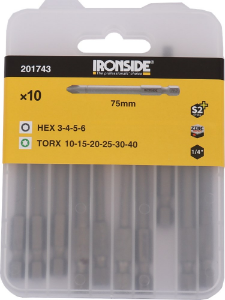 IRONSIDE
The professionals' choice
201743
×10
75mm
S2+
HEX 3-4-5-6
TORX 10-15-20-25-30-40
1/4"